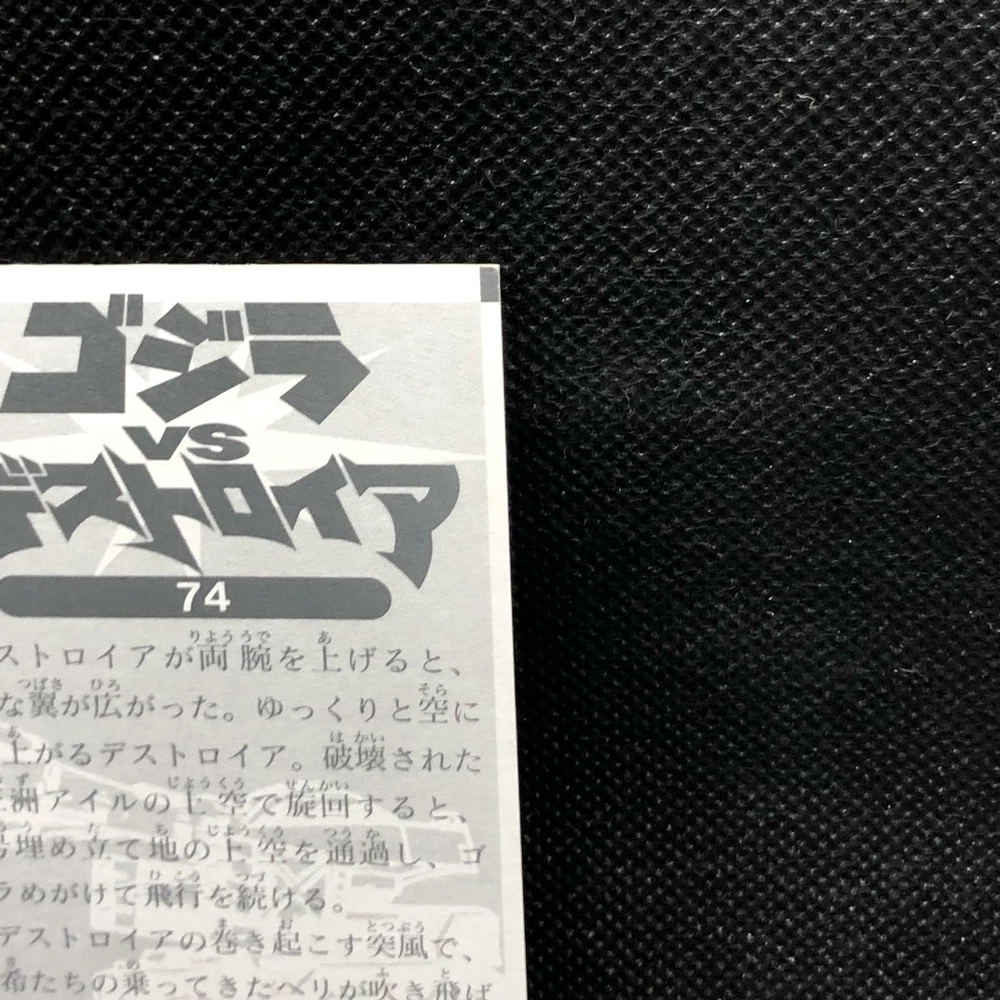 ゴジラ
VS
デストロイア
74
ストロイアが両腕を上げると、
な翼が広がった。ゆっくりと空に
上がるデストロイア。破壊された
洲アイルの上空で旋回すると、
号埋め立て地の上空を通過し、ゴ
ラめがけて飛行を続ける。
デストロイアの巻き起こす突風で、
布たちの乗ってきたヘリが吹き飛ば